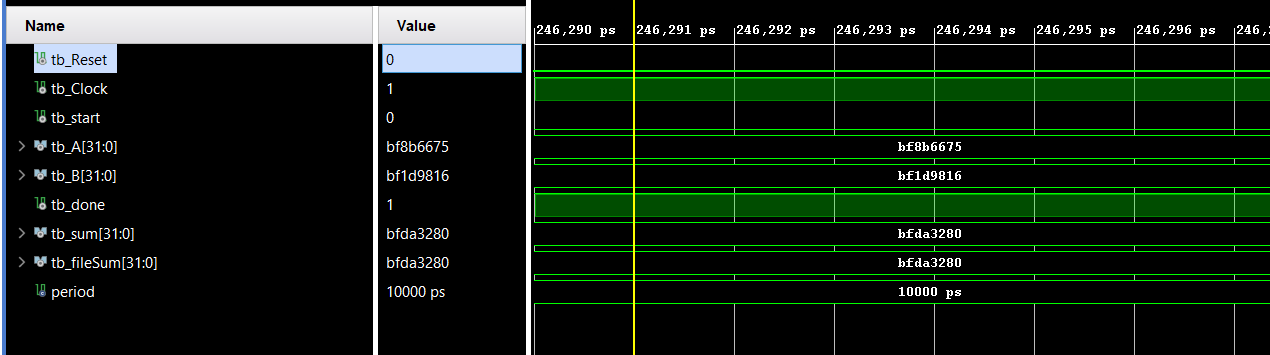 Name Value 246,290 ps 246,291 ps 246,292 ps 246,293 ps 246,294 ps 246,295 ps 246,296 ps 246,
tb_Reset 0
tb_Clock 1
tb_start 0
tb_A[31:0] bf8b6675 bf8b6675
tb_B[31:0] bf1d9816 bf1d9816
tb_done 1
tb_sum[31:0] bfda3280 bfda3280
tb_fileSum[31:0] bfda3280 bfda3280
period 10000 ps 10000 ps